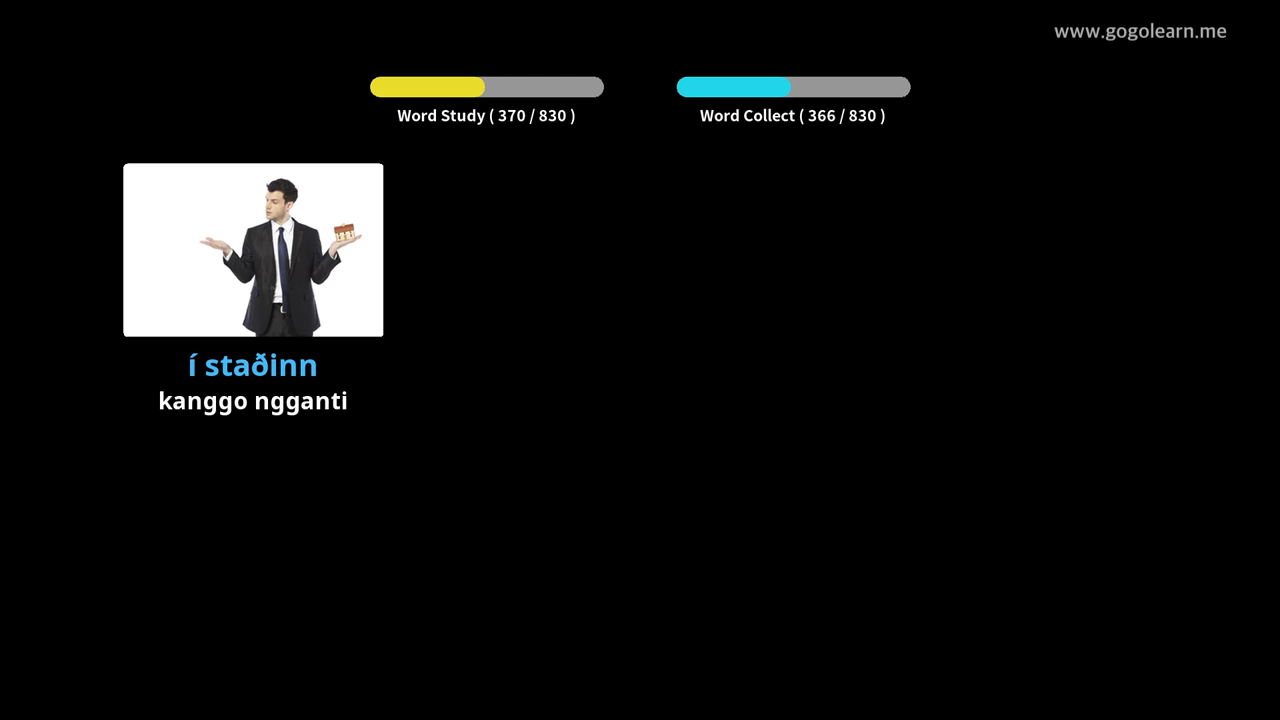 www.gogolearn.me
Word Study ( 370 / 830 )
Word Collect ( 366 / 830 )
í staðinn
kanggo ngganti